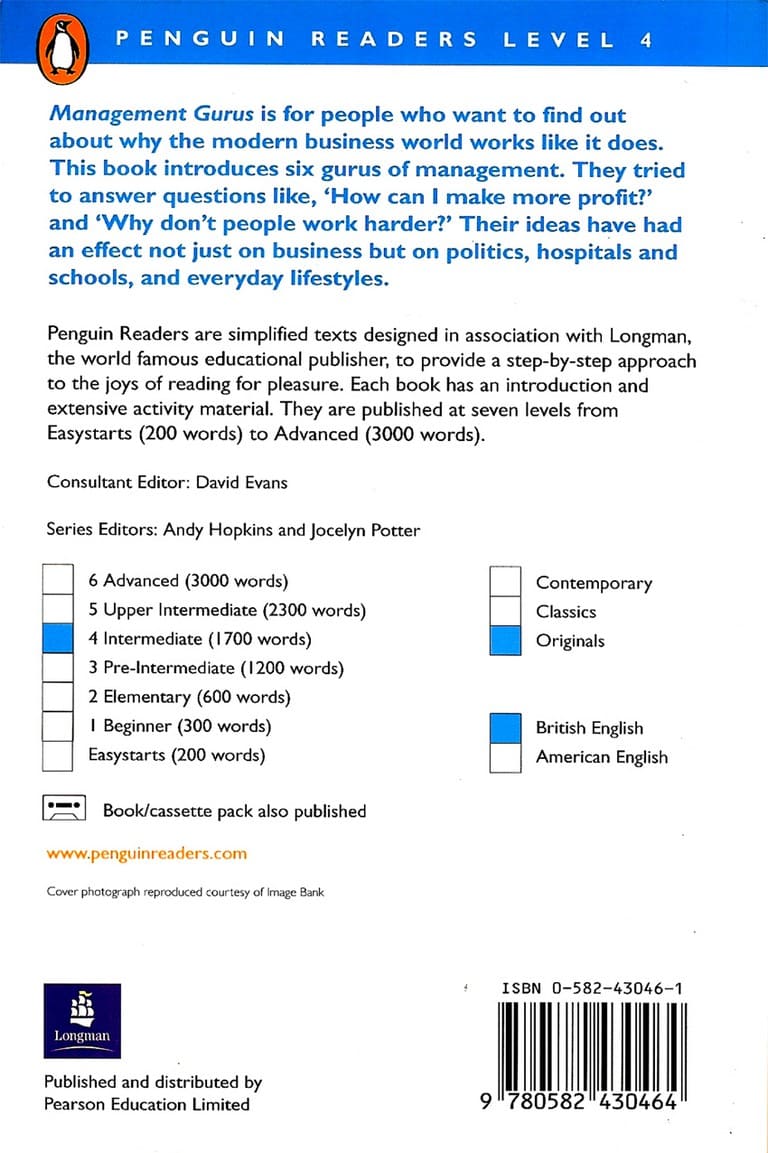 PENGUIN READERS LEVEL 4
Management Gurus is for people who want to find out
about why the modern business world works like it does.
This book introduces six gurus of management. They tried
to answer questions like, ‘How can I make more profit?’
and ‘Why don’t people work harder?’ Their ideas have had
an effect not just on business but on politics, hospitals and
schools, and everyday lifestyles.
Penguin Readers are simplified texts designed in association with Longman,
the world famous educational publisher, to provide a step-by-step approach
to the joys of reading for pleasure. Each book has an introduction and
extensive activity material. They are published at seven levels from
Easystarts (200 words) to Advanced (3000 words).
Consultant Editor: David Evans
Series Editors: Andy Hopkins and Jocelyn Potter
6 Advanced (3000 words)
5 Upper Intermediate (2300 words)
4 Intermediate (1700 words)
3 Pre-Intermediate (1200 words)
2 Elementary (600 words)
1 Beginner (300 words)
Easystarts (200 words)
Contemporary
Classics
Originals
British English
American English
Book/cassette pack also published
www.penguinreaders.com
Cover photograph reproduced courtesy of Image Bank
Longman
Published and distributed by
Pearson Education Limited
ISBN 0-582-43046-1
9 780582 430464